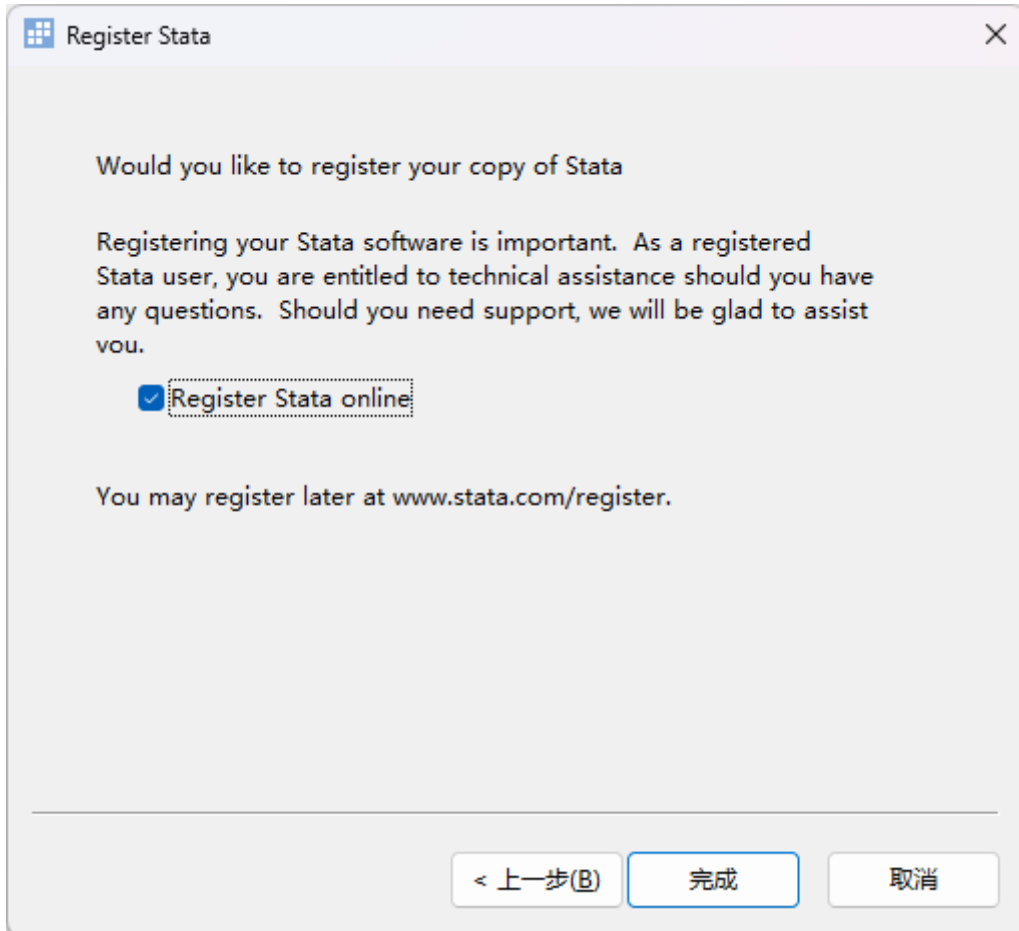 Register Stata
Would you like to register your copy of Stata
Registering your Stata software is important.  As a registered
Stata user, you are entitled to technical assistance should you have
any questions.  Should you need support, we will be glad to assist
you.
Register Stata online
You may register later at www.stata.com/register.
< 上一步(B)
完成
取消